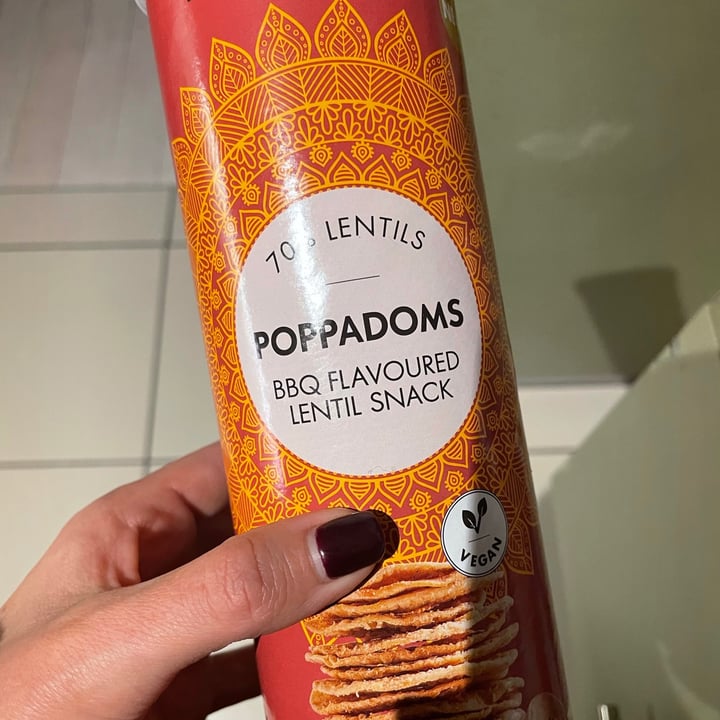 70% LENTILS
POPPADOMS
BBQ FLAVOURED
LENTIL SNACK
VEGAN